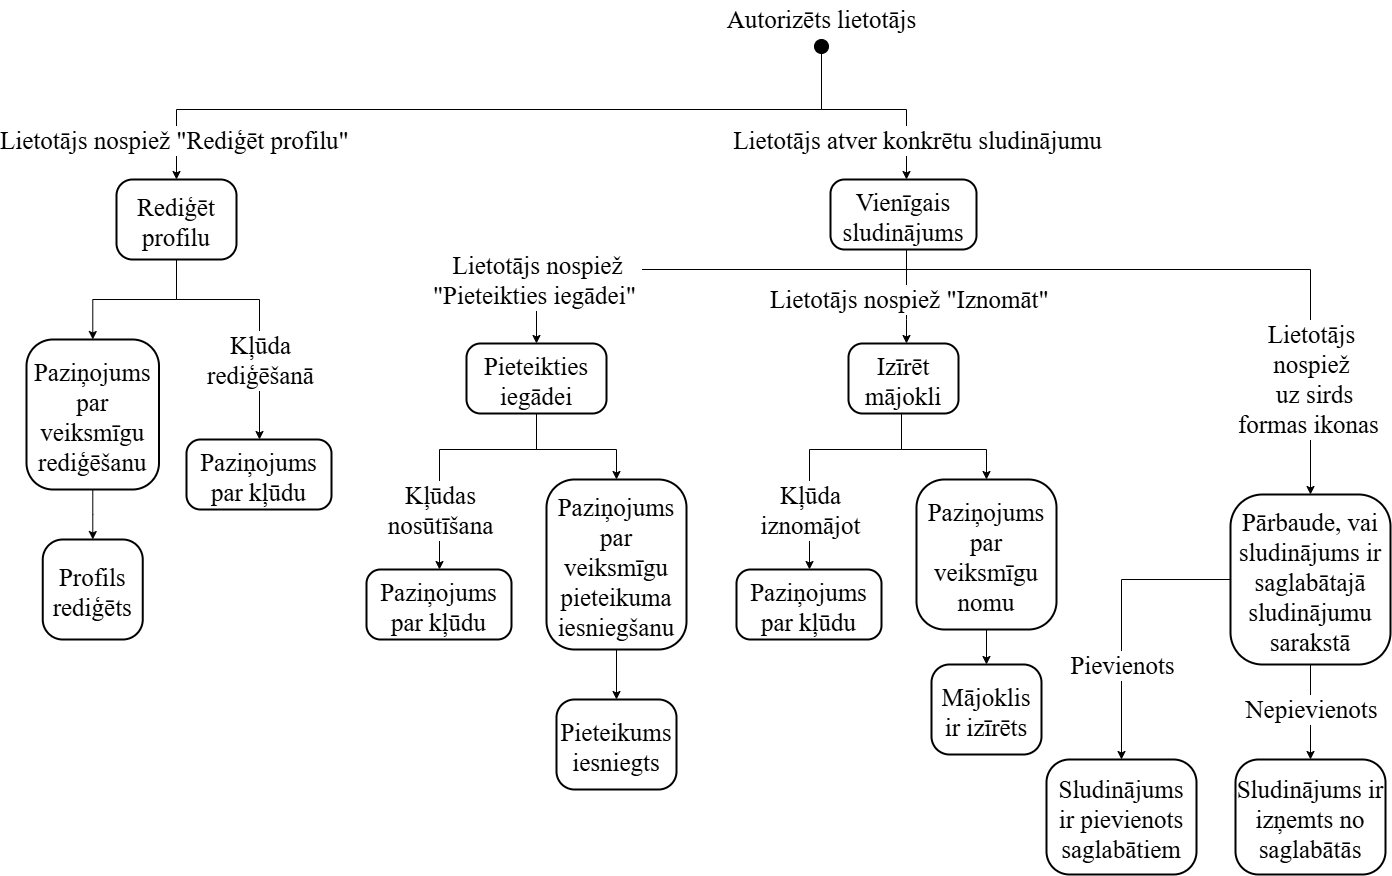 Autorizēts lietotājs
Lietotājs nospiež "Rediģēt profilu"
Lietotājs atver konkrētu sludinājumu
Rediģēt
profilu
Vienīgais
sludinājums
Lietotājs nospiež
"Pieteikties iegādei"
Lietotājs nospiež "Iznomāt"
Lietotājs
nospiež
uz sirds
formas ikonas
Kļūda
rediģēšanā
Paziņojums
par
veiksmīgu
rediģēšanu
Pieteikties
iegādei
Izīrēt
mājokli
Paziņojums
par kļūdu
Kļūdas
nosūtīšana
Paziņojums
par
veiksmīgu
pieteikuma
iesniegšanu
Kļūda
iznomājot
Paziņojums
par
veiksmīgu
nomu
Pārbaude, vai
sludinājums ir
saglabātajā
sludinājumu
sarakstā
Profils
rediģēts
Paziņojums
par kļūdu
Paziņojums
par kļūdu
Pievienots
Nepievienots
Pieteikums
iesniegts
Mājoklis
ir izīrēts
Sludinājums
ir pievienots
saglabātiem
Sludinājums ir
izņemts no
saglabātās